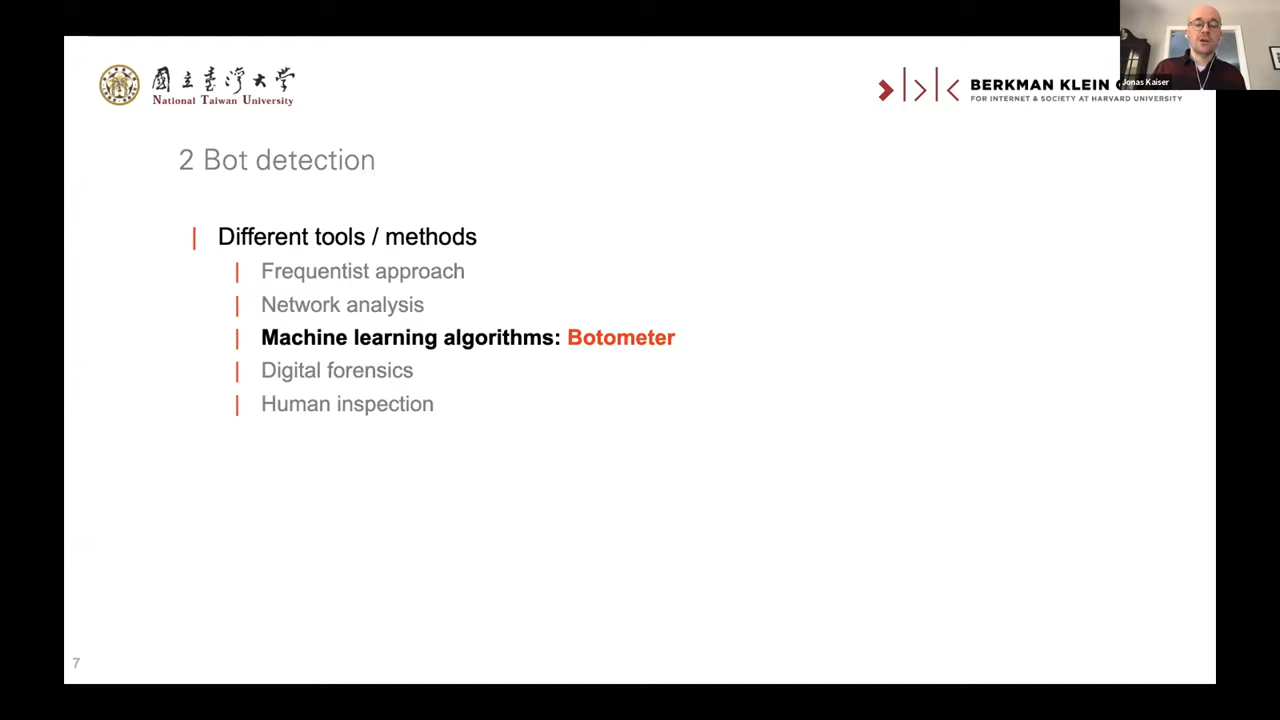 國立臺灣大學
National Taiwan University
BERKMAN KLEIN
FOR INTERNET & SOCIETY AT HARVARD UNIVERSITY
Jonas Kaiser
2 Bot detection
Different tools / methods
Frequentist approach
Network analysis
Machine learning algorithms: Botometer
Digital forensics
Human inspection
7